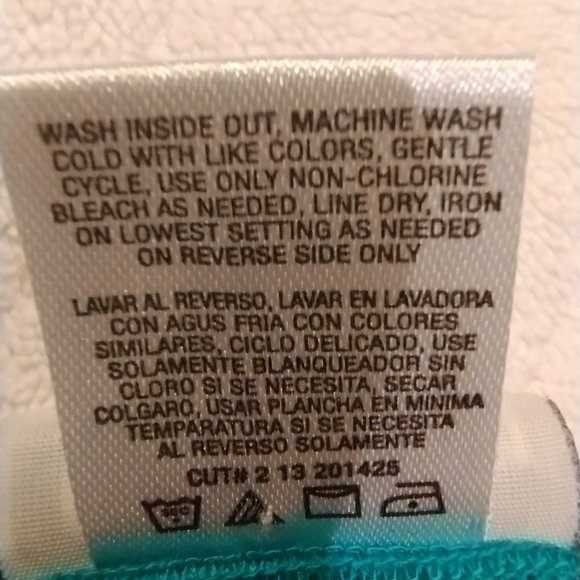 WASH INSIDE OUT, MACHINE WASH
COLD WITH LIKE COLORS, GENTLE
CYCLE, USE ONLY NON-CHLORINE
BLEACH AS NEEDED, LINE DRY, IRON
ON LOWEST SETTING AS NEEDED
ON REVERSE SIDE ONLY
LAVAR AL REVERSO, LAVAR EN LAVADORA
CON AGUS FRIA CON COLORES
SIMILARES, CICLO DELICADO, USE
SOLAMENTE BLANQUEADOR SIN
CLORO SI SE NECESITA, SECAR
COLGARO, USAR PLANCHA EN MINIMA
TEMPARATURA SI SE NECESITA
AL REVERSO SOLAMENTE
CUT# 2 13 201425
30C